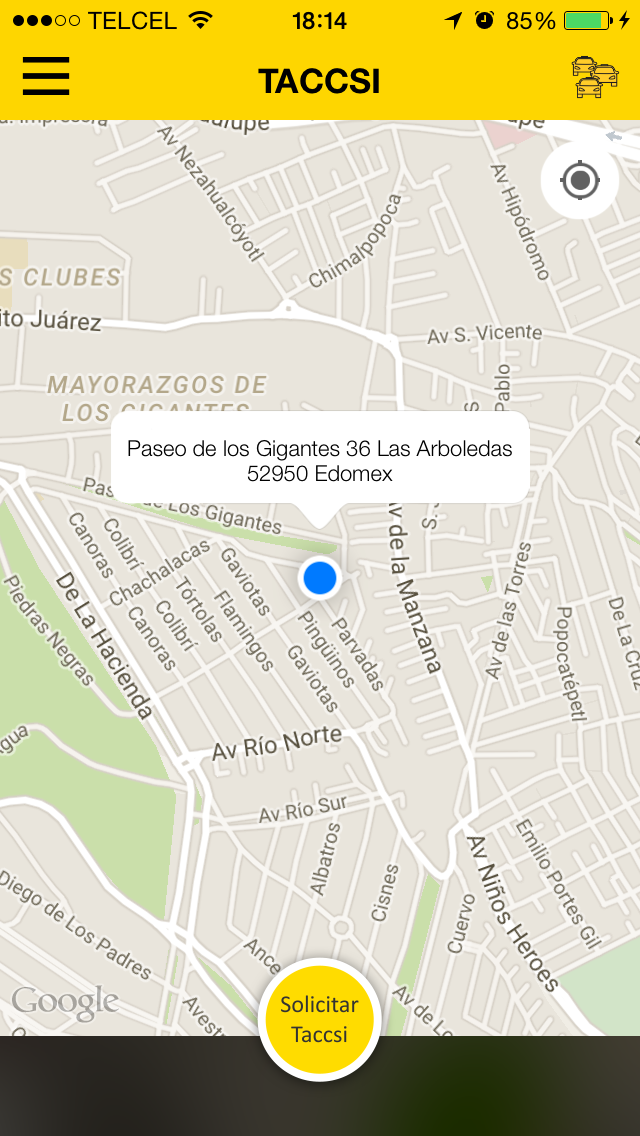 TELCEL
18:14
85%
TACCSI
Av Nezahualcóyotl
Chimalpopoca
Av Hipódromo
S CLUBES
ito Juárez
Av S. Vicente
MAYORAZGOS DE
LOS GIGANTES
Pablo
S
Paseo de los Gigantes 36 Las Arboledas
52950 Edomex
Pas
De Los Gigantes
S.
Av de la Manzana
Canoras
Colibrí
Chachalacas
Gaviotas
Tórtolas
Flamingos
Colibrí
Canoras
Pingüinos
Parvadas
Gaviotas
De La Hacienda
Piedras Negras
Av de las Torres
Popocatépetl
De La Cruz
Av Río Norte
Agua
Av Río Sur
Albatros
Cisnes
Emilio Portes Gil
Av Niños Heroes
Cuervo
Diego de Los Padres
Ance
Av de Lo
Avest
Google
Solicitar
Taccsi